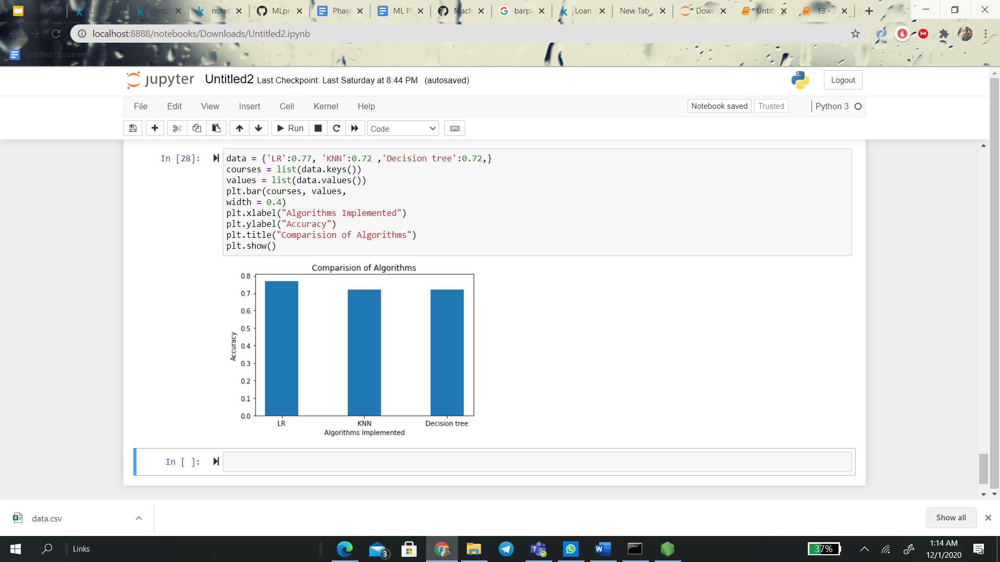 Perso
noteb
MLpr
Phase
ML P
Mach
barpl
Loan
New Tab
Down
Untitl
13 -
localhost:8888/notebooks/Downloads/Untitled2.ipynb
Untitled document...
jupyter Untitled2 Last Checkpoint: Last Saturday at 8:44 PM (autosaved)
Logout
File Edit View Insert Cell Kernel Help
Notebook saved Trusted Python 3
Run Code
In [28]:
data = {'LR':0.77, 'KNN':0.72 ,'Decision tree':0.72,}
courses = list(data.keys())
values = list(data.values())
plt.bar(courses, values,
width = 0.4)
plt.xlabel("Algorithms Implemented")
plt.ylabel("Accuracy")
plt.title("Comparision of Algorithms")
plt.show()
Comparision of Algorithms
0.8
0.7
0.6
0.5
0.4
0.3
0.2
0.1
0.0
Accuracy
LR KNN Decision tree
Algorithms Implemented
In [ ]:
data.csv
Show all
Links
3
37%
1:14 AM
12/1/2020